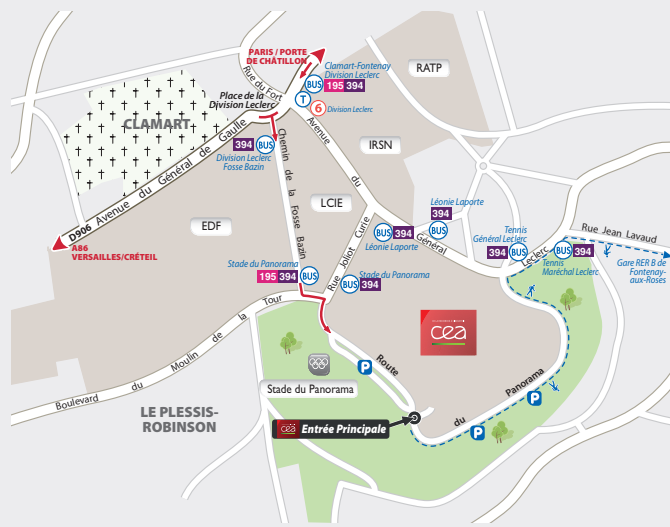 PARIS / PORTE
DE CHÂTILLON
Rue du Fort
Clamart-Fontenay
Division Leclerc
BUS
195 394
RATP
Place de la
Division Leclerc
T
6
Division Leclerc
CLAMART
394
BUS
Division Leclerc
Fosse Bazin
IRSN
D906 Avenue du Général de Gaulle
A86
VERSAILLES/CRÉTEIL
EDF
LCIE
Chemin de la Fosse Bazin
Avenue du Général Leclerc
Léonie Laporte
394
BUS
BUS
394
Léonie Laporte
Rue Joliot Curie
Tennis
Général Leclerc
394
BUS
BUS
394
Tennis
Maréchal Leclerc
Rue Jean Lavaud
Gare RER B de
Fontenay-
aux-Roses
Stade du Panorama
195 394
BUS
Stade du Panorama
BUS
394
Boulevard du Moulin de la Tour
cea
Route du Panorama
P
Stade du Panorama
P
P
LE PLESSIS-
ROBINSON
cea
Entrée Principale